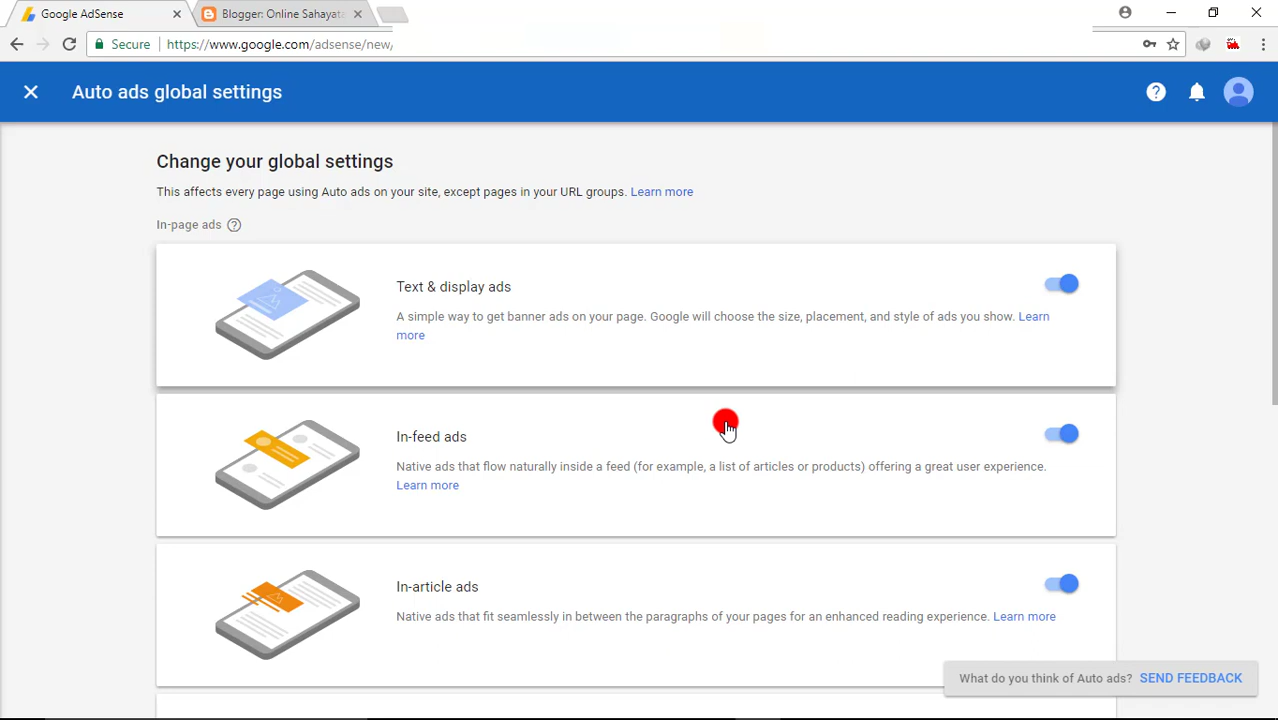 Google AdSense
Blogger: Online Sahayata
Secure
https://www.google.com/adsense/new/
Auto ads global settings
Change your global settings
This affects every page using Auto ads on your site, except pages in your URL groups. Learn more
In-page ads
Text & display ads
A simple way to get banner ads on your page. Google will choose the size, placement, and style of ads you show. Learn
more
In-feed ads
Native ads that flow naturally inside a feed (for example, a list of articles or products) offering a great user experience.
Learn more
In-article ads
Native ads that fit seamlessly in between the paragraphs of your pages for an enhanced reading experience. Learn more
What do you think of Auto ads? SEND FEEDBACK